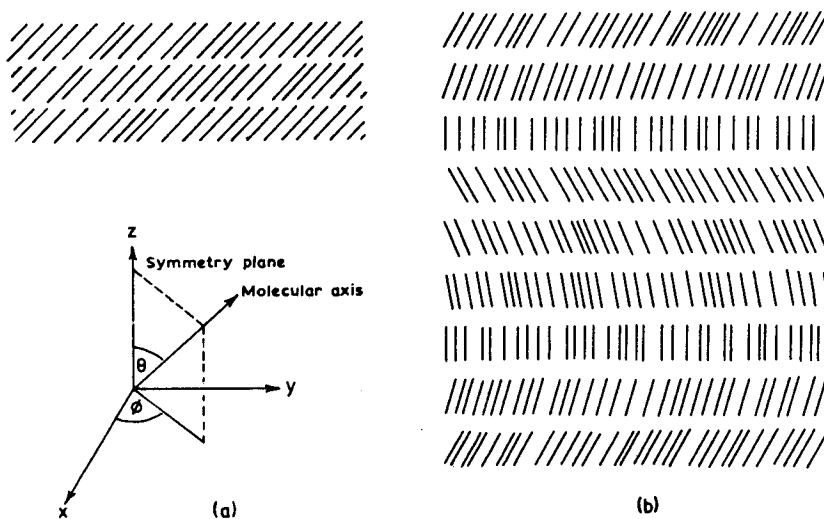 z
Symmetry plane
Molecular axis
θ
y
ø
x
(a)
(b)